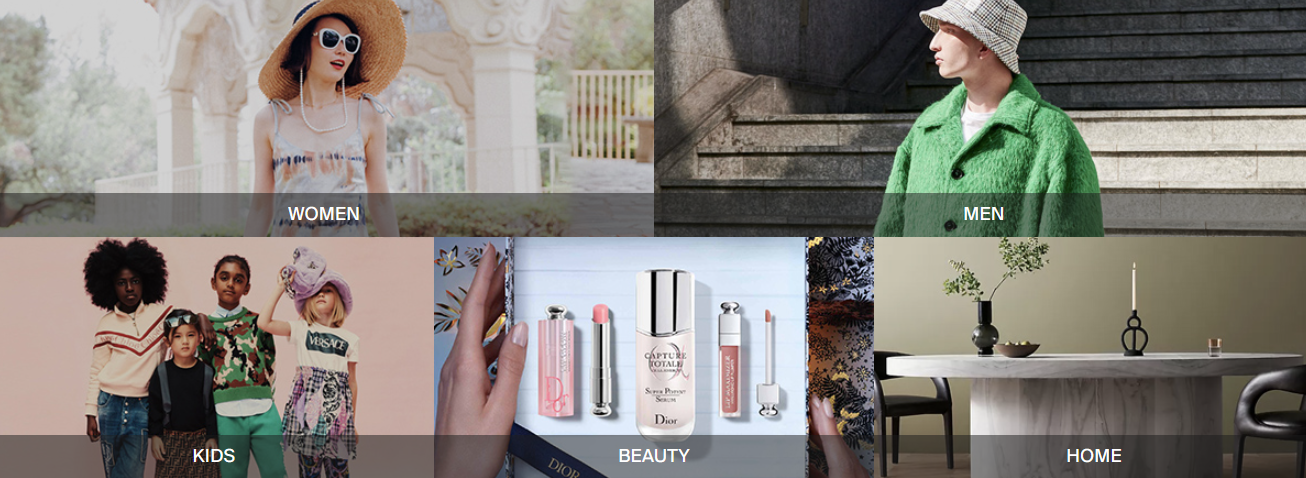 WOMEN
MEN
VERSACE
KIDS
CAPTURE
TOTALE
SUPER POTENT
SERUM
Dior
DIOR
BEAUTY
HOME